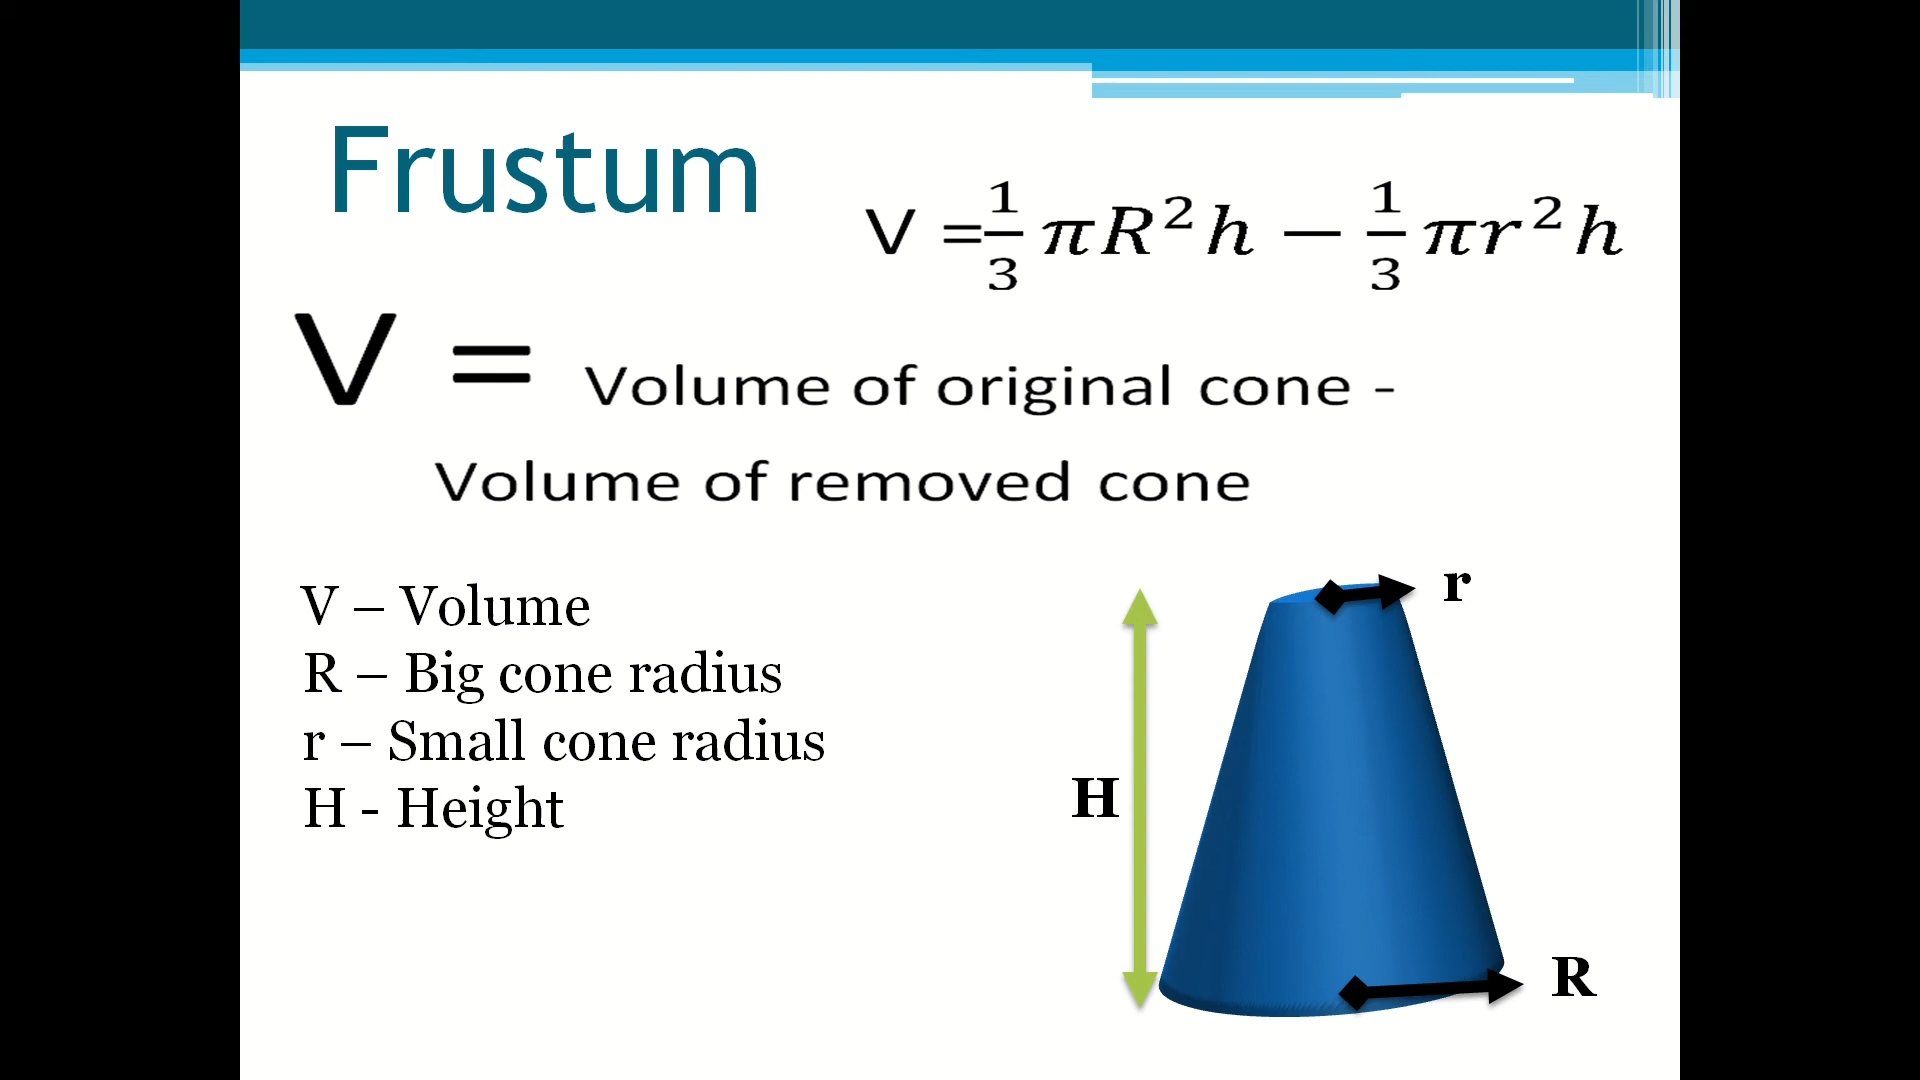 Frustum
V = 1/3 πR²h − 1/3 πr²h
V = Volume of original cone -
Volume of removed cone
V – Volume
R – Big cone radius
r – Small cone radius
H - Height
r
H
R